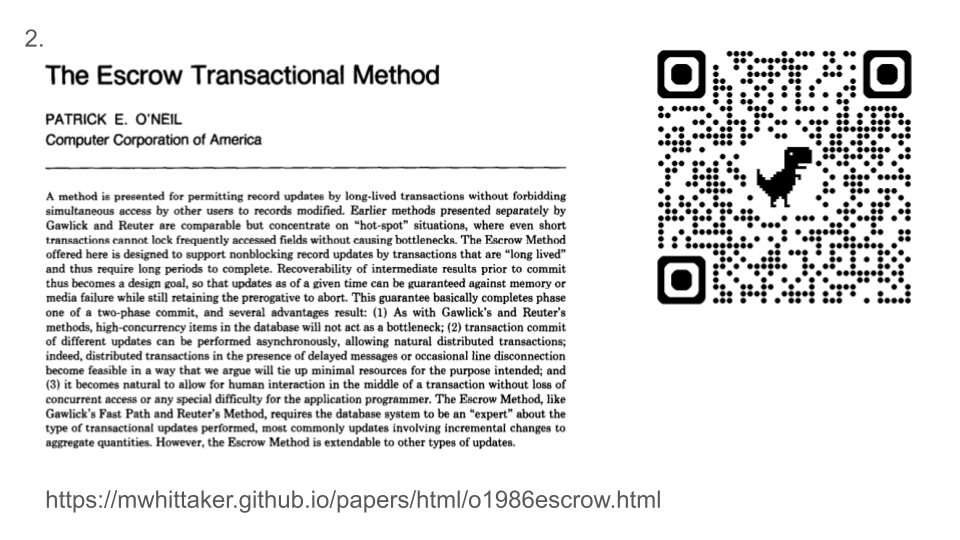 2.
The Escrow Transactional Method
PATRICK E. O'NEIL
Computer Corporation of America
A method is presented for permitting record updates by long-lived transactions without forbidding
simultaneous access by other users to records modified. Earlier methods presented separately by
Gawlick and Reuter are comparable but concentrate on "hot-spot" situations, where even short
transactions cannot lock frequently accessed fields without causing bottlenecks. The Escrow Method
offered here is designed to support nonblocking record updates by transactions that are "long lived"
and thus require long periods to complete. Recoverability of intermediate results prior to commit
thus becomes a design goal, so that updates as of a given time can be guaranteed against memory or
media failure while still retaining the prerogative to abort. This guarantee basically completes phase
one of a two-phase commit, and several advantages result: (1) As with Gawlick's and Reuter's
methods, high-concurrency items in the database will not act as a bottleneck; (2) transaction commit
of different updates can be performed asynchronously, allowing natural distributed transactions;
indeed, distributed transactions in the presence of delayed messages or occasional line disconnection
become feasible in a way that we argue will tie up minimal resources for the purpose intended; and
(3) it becomes natural to allow for human interaction in the middle of a transaction without loss of
concurrent access or any special difficulty for the application programmer. The Escrow Method, like
Gawlick's Fast Path and Reuter's Method, requires the database system to be an "expert" about the
type of transactional updates performed, most commonly updates involving incremental changes to
aggregate quantities. However, the Escrow Method is extendable to other types of updates.
https://mwhittaker.github.io/papers/html/o1986escrow.html